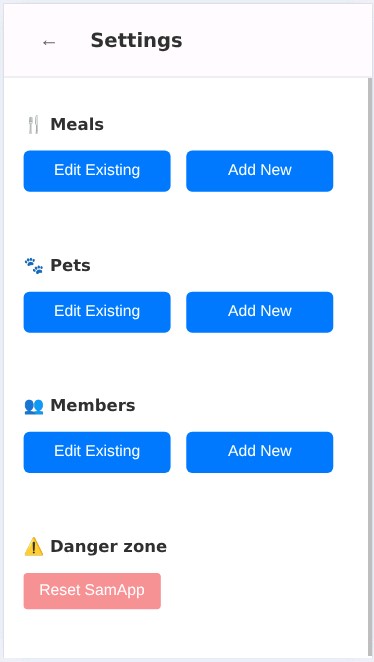 ← Settings
🍴 Meals
Edit Existing Add New
🐾 Pets
Edit Existing Add New
👥 Members
Edit Existing Add New
⚠️ Danger zone
Reset SamApp